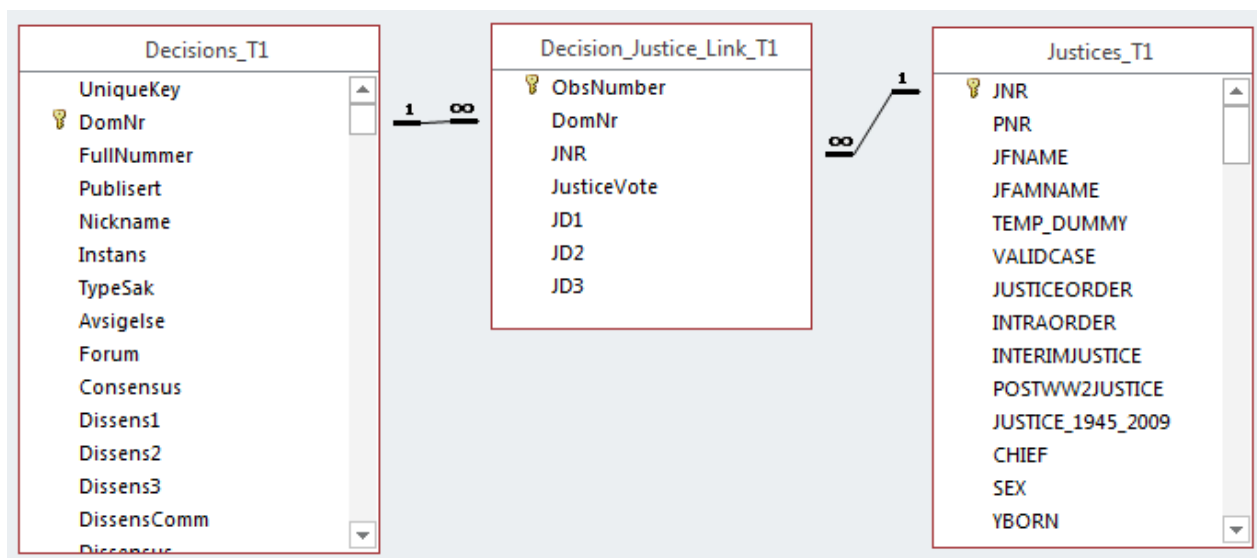 Decisions_T1
UniqueKey
DomNr
FullNummer
Publisert
Nickname
Instans
TypeSak
Avsigelse
Forum
Consensus
Dissens1
Dissens2
Dissens3
DissensComm
Dissensus
1 ∞
Decision_Justice_Link_T1
ObsNumber
DomNr
JNR
JusticeVote
JD1
JD2
JD3
∞ 1
Justices_T1
JNR
PNR
JFNAME
JFAMNAME
TEMP_DUMMY
VALIDCASE
JUSTICEORDER
INTRAORDER
INTERIMJUSTICE
POSTWW2JUSTICE
JUSTICE_1945_2009
CHIEF
SEX
YBORN